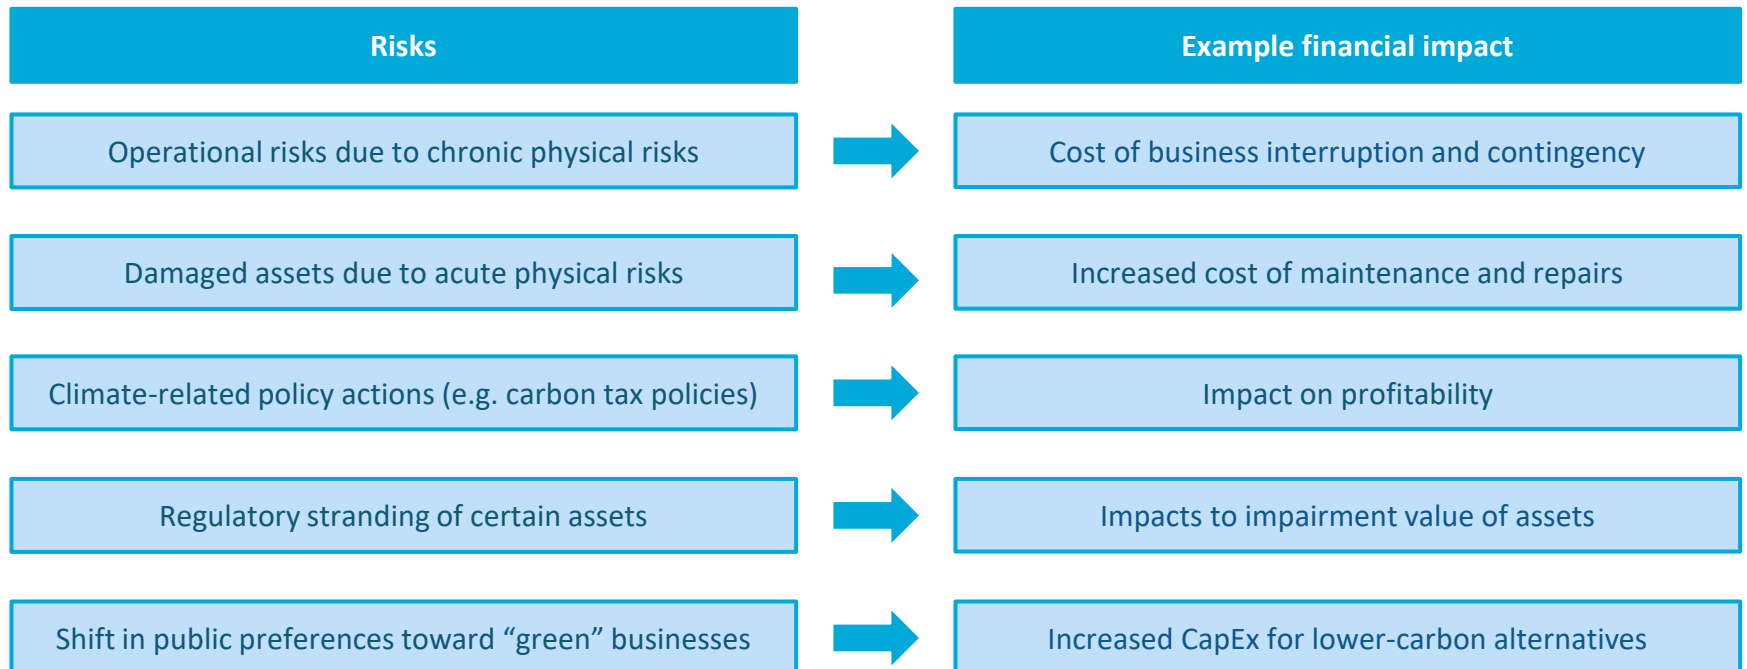 Risks
Example financial impact
Operational risks due to chronic physical risks
Cost of business interruption and contingency
Damaged assets due to acute physical risks
Increased cost of maintenance and repairs
Climate-related policy actions (e.g. carbon tax policies)
Impact on profitability
Regulatory stranding of certain assets
Impacts to impairment value of assets
Shift in public preferences toward “green” businesses
Increased CapEx for lower-carbon alternatives